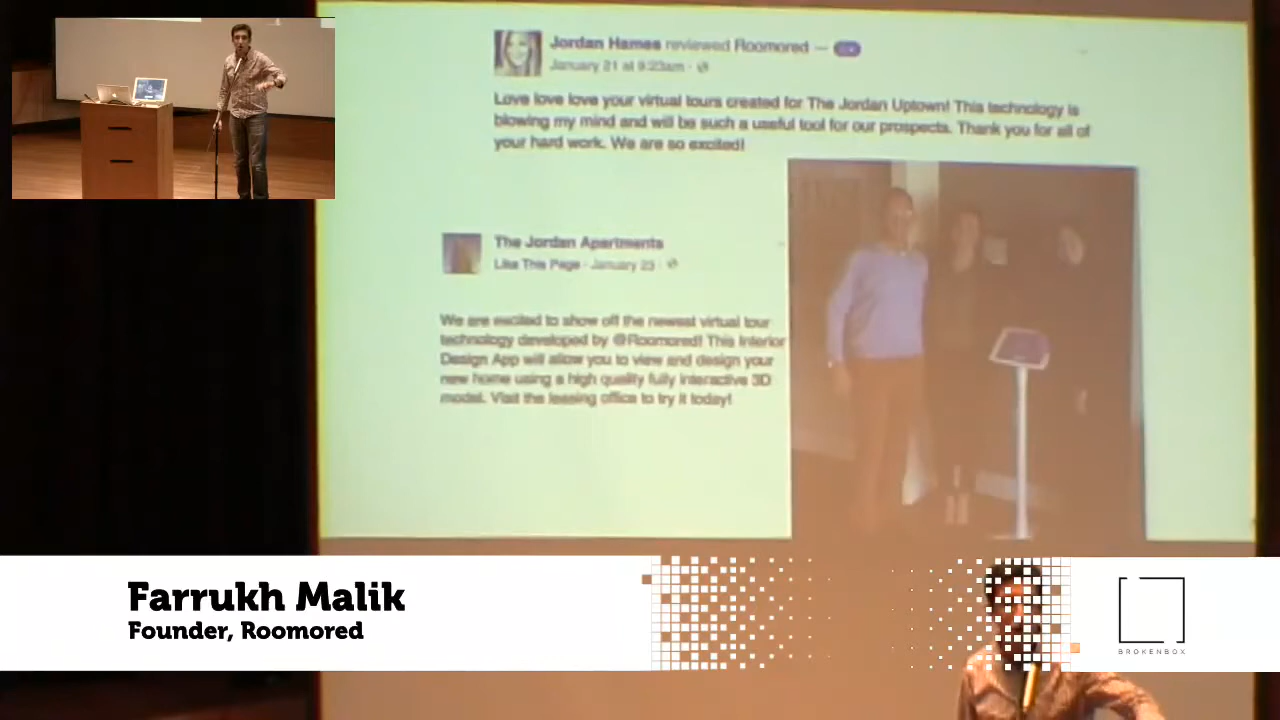 Jordan Hames reviewed Roomored —
January 21 at 9:23am ·
Love love love your virtual tours created for The Jordan Uptown! This technology is
blowing my mind and will be such a useful tool for our prospects. Thank you for all of
your hard work. We are so excited!
The Jordan Apartments
Like This Page · January 23 ·
We are excited to show off the newest virtual tour
technology developed by @Roomored! This Interior
Design App will allow you to view and design your
new home using a high quality fully interactive 3D
model. Visit the leasing office to try it today!
Farrukh Malik
Founder, Roomored
BROKENBOX